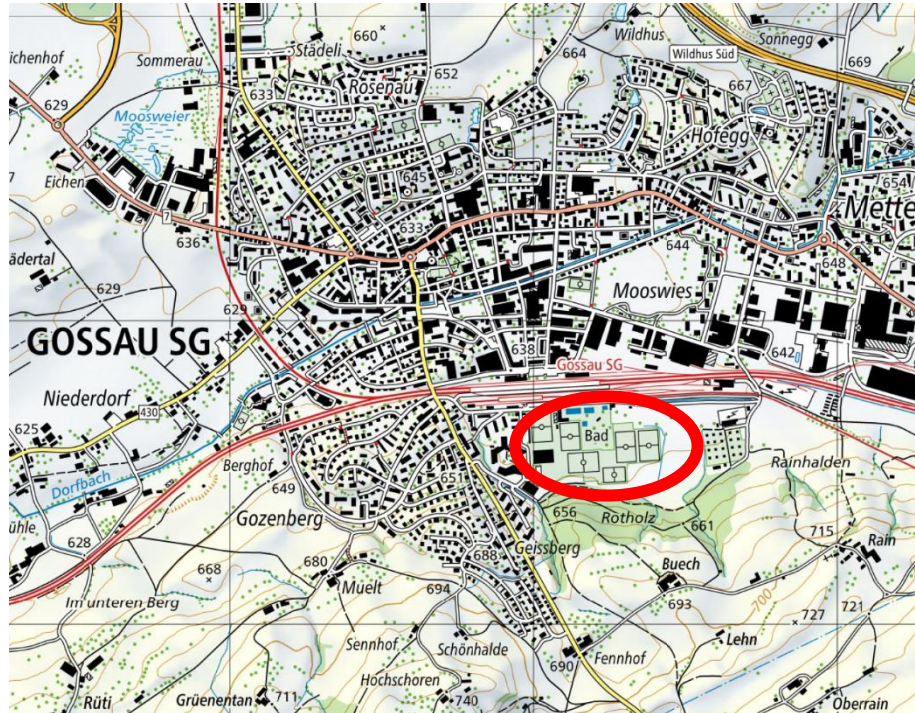 660
Städeli
Wildhus
Sonnegg
Wildhus Süd
664
669
Sommerau
652
Rosenau
633
667
629
Moosweier
Hofegg
645
Eichen
654
7
633
Mette
636
644
648
629
Mooswies
629
GOSSAU SG
638
642
Gossau SG
Niederdorf
430
625
Bad
Berghof
651
Rainhalden
Dorfbach
649
656
Rotholz
661
715
Gozenberg
628
Geissberg
Rain
688
680
Buech
668
Muelt
694
693
700
727
721
Im unteren Berg
Sennhof
Schönhalde
Lehn
690
Fennhof
Hochschoren
Rüti
Grüenentan
711
740
Oberrain